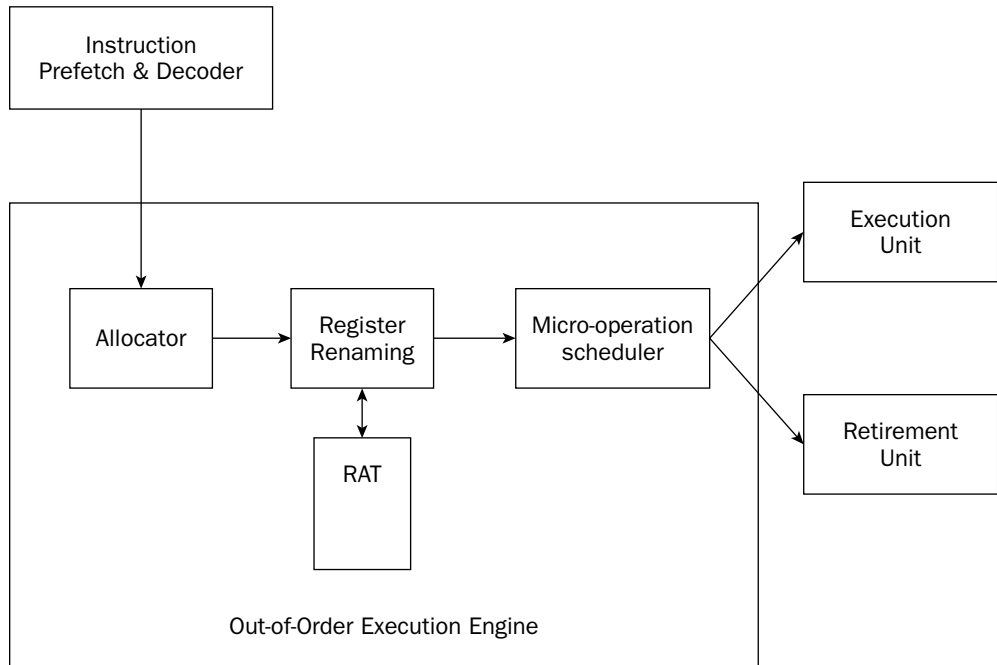 Instruction
Prefetch & Decoder
Execution
Unit
Allocator
Register
Renaming
Micro-operation
scheduler
Retirement
Unit
RAT
Out-of-Order Execution Engine